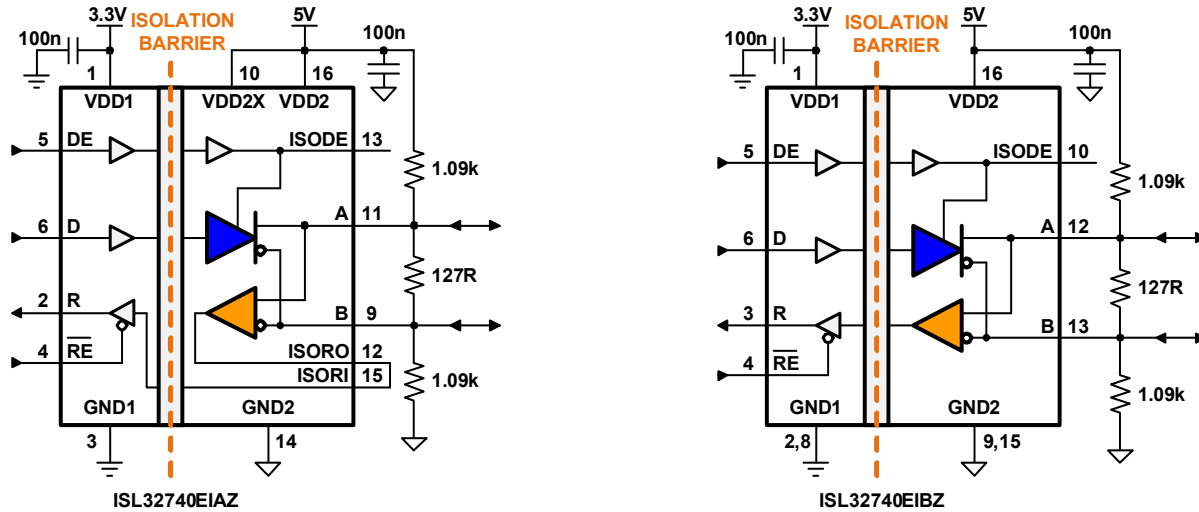 3.3V
ISOLATION
BARRIER
5V
100n
100n
1
10
16
VDD1
VDD2X
VDD2
5
DE
ISODE
13
1.09k
A
11
6
D
127R
2
R
B
9
4
RE
ISORO
12
ISORI
15
1.09k
GND1
GND2
3
14
ISL32740EIAZ
3.3V
ISOLATION
BARRIER
5V
100n
100n
1
16
VDD1
VDD2
5
DE
ISODE
10
1.09k
A
12
6
D
127R
3
R
B
13
4
RE
1.09k
GND1
GND2
2,8
9,15
ISL32740EIBZ